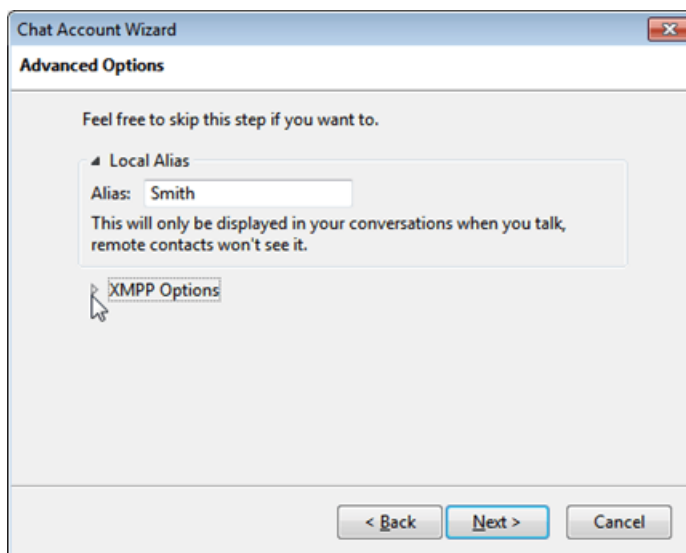 Chat Account Wizard
Advanced Options
Feel free to skip this step if you want to.
Local Alias
Alias: Smith
This will only be displayed in your conversations when you talk,
remote contacts won't see it.
XMPP Options
< Back Next > Cancel